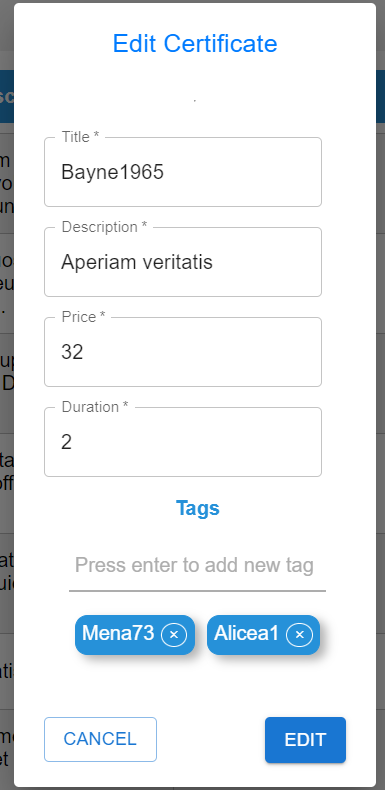 Edit Certificate
.
Title *
Bayne1965
Description *
Aperiam veritatis
Price *
32
Duration *
2
Tags
Press enter to add new tag
Mena73 × Alicea1 ×
CANCEL EDIT